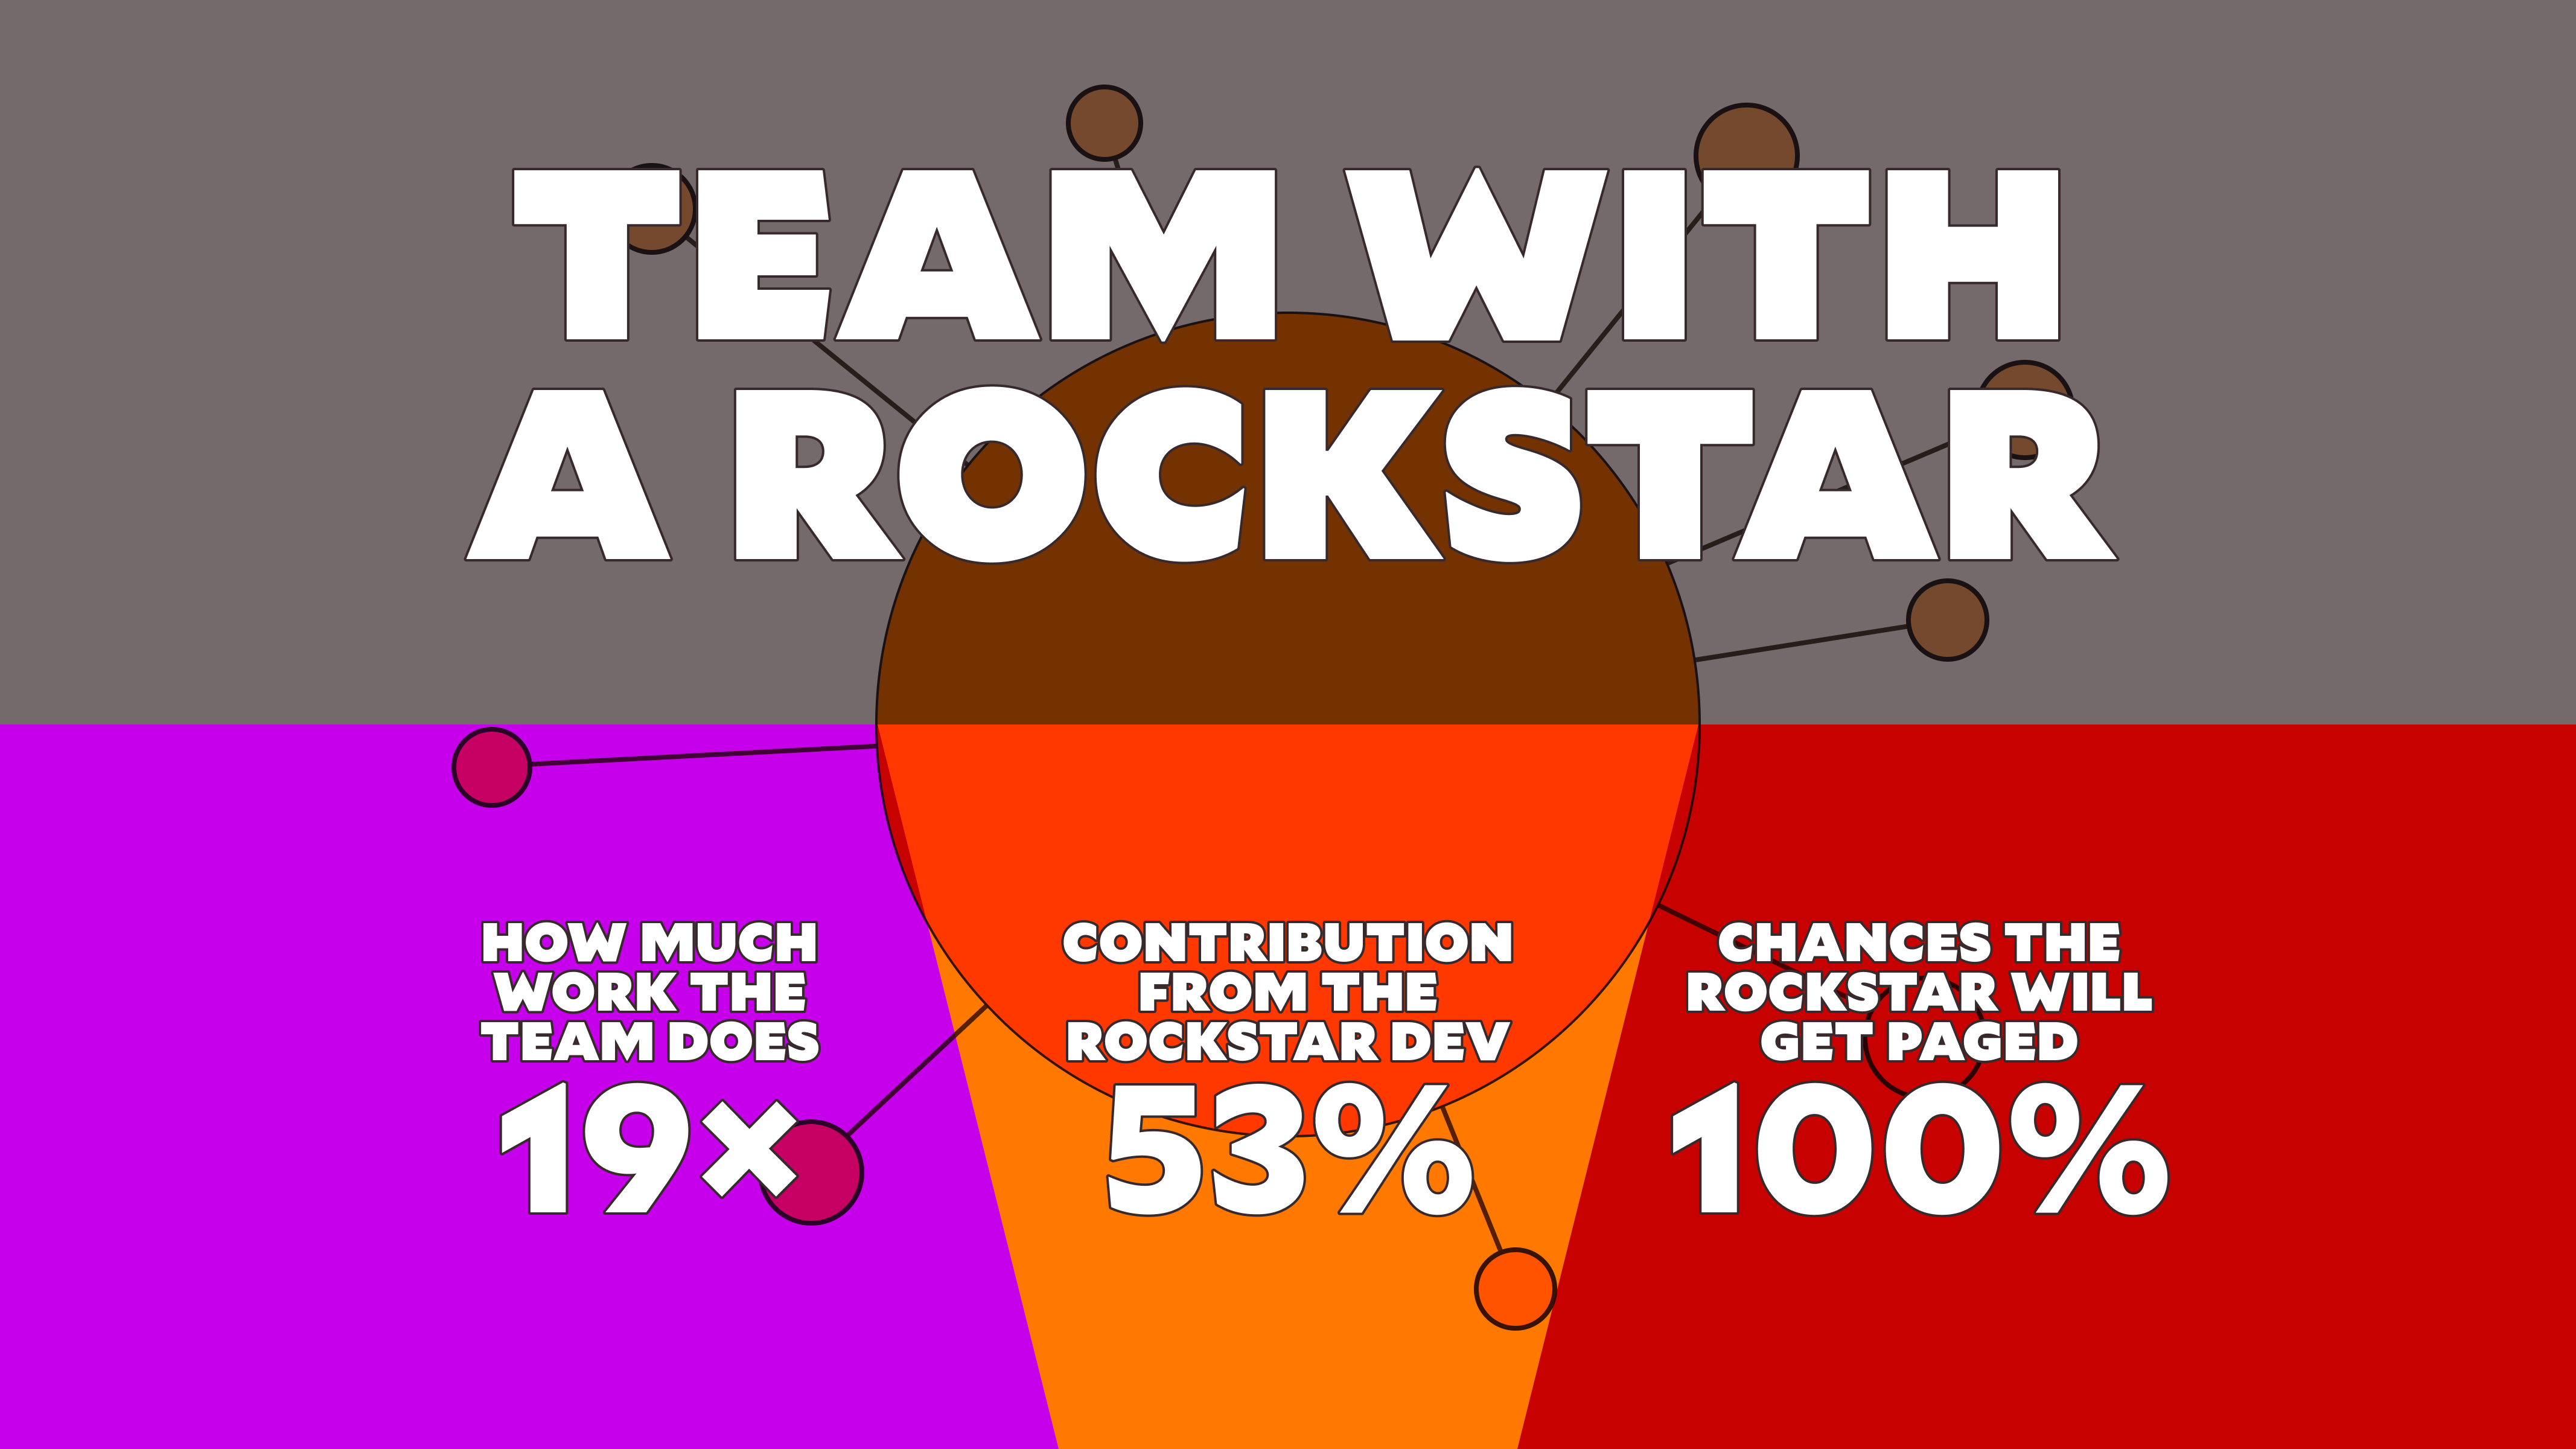 TEAM WITH
A ROCKSTAR
HOW MUCH
WORK THE
TEAM DOES
19×
CONTRIBUTION
FROM THE
ROCKSTAR DEV
53%
CHANCES THE
ROCKSTAR WILL
GET PAGED
100%